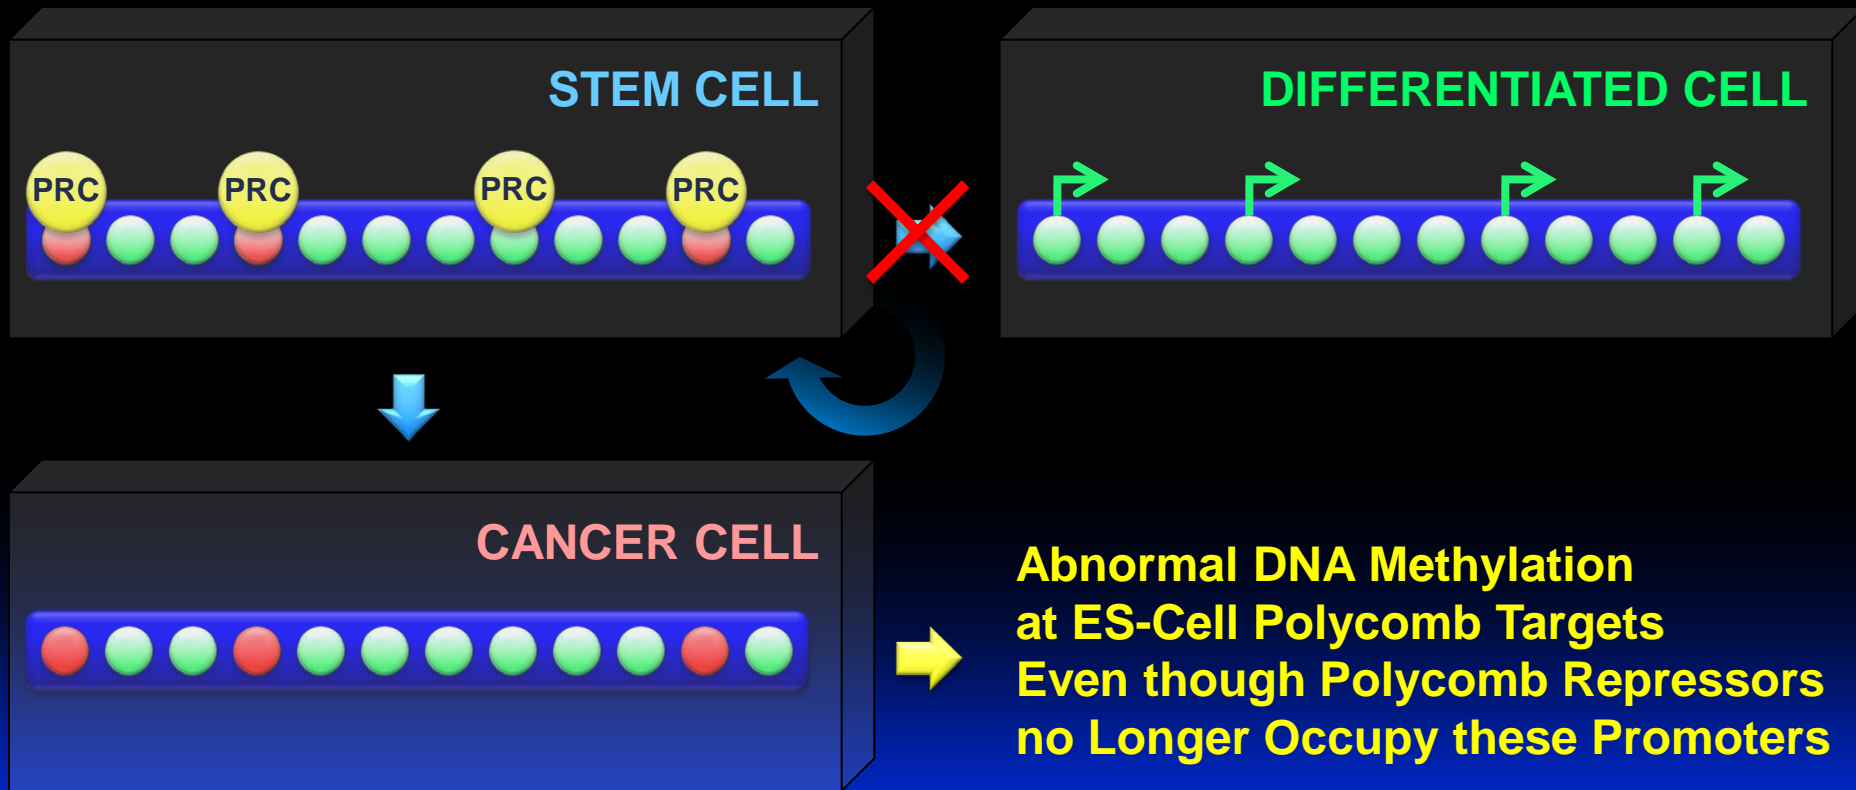 STEM CELL
DIFFERENTIATED CELL
PRC PRC PRC PRC
CANCER CELL
Abnormal DNA Methylation
at ES-Cell Polycomb Targets
Even though Polycomb Repressors
no Longer Occupy these Promoters